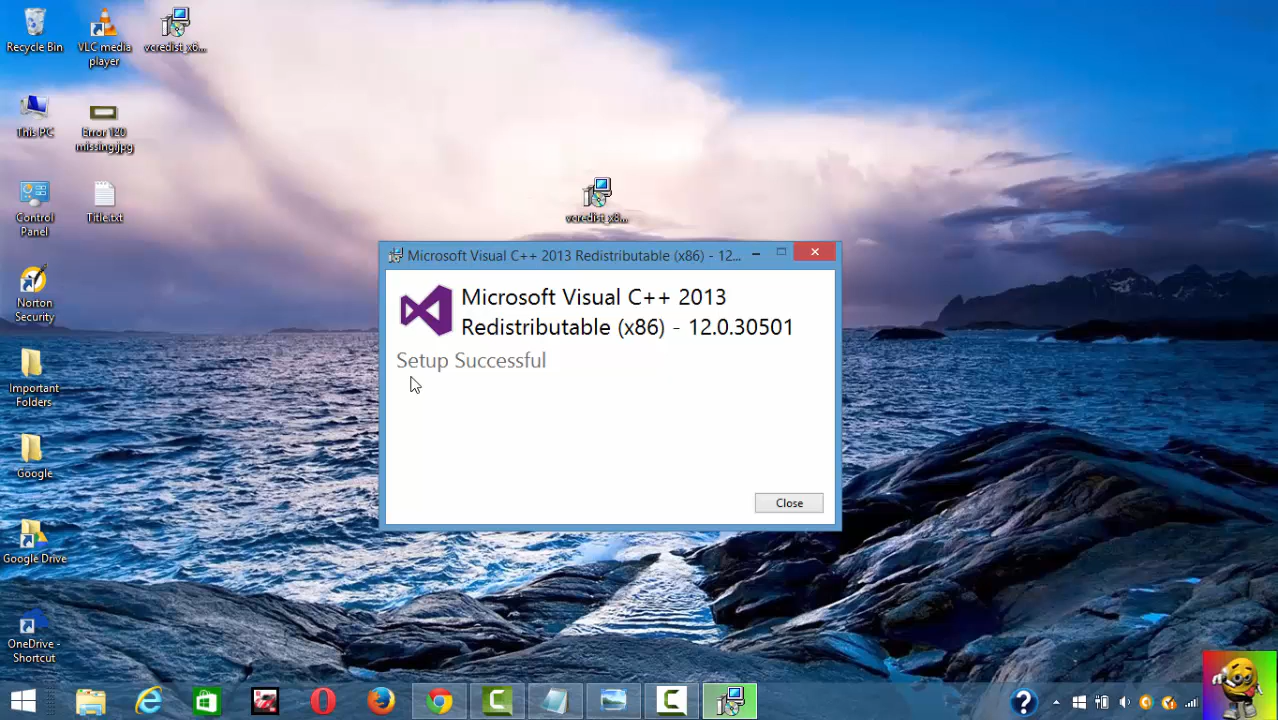 Recycle Bin
VLC media
player
vcredist_x6...
This PC
Error 120
missing.jpg
Control
Panel
Title.txt
vcredist_x8...
Norton
Security
Important
Folders
Google
Google Drive
OneDrive -
Shortcut
Microsoft Visual C++ 2013 Redistributable (x86) - 12...
Microsoft Visual C++ 2013
Redistributable (x86) - 12.0.30501
Setup Successful
Close